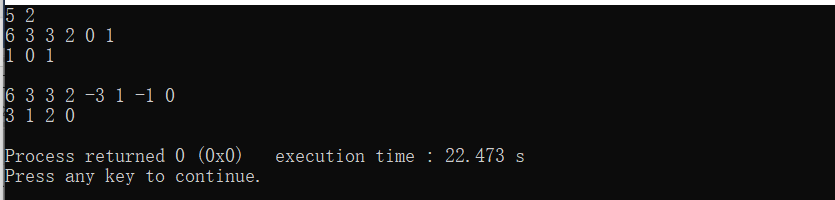 5 2
6 3 3 2 0 1
1 0 1
6 3 3 2 -3 1 -1 0
3 1 2 0
Process returned 0 (0x0)   execution time : 22.473 s
Press any key to continue.